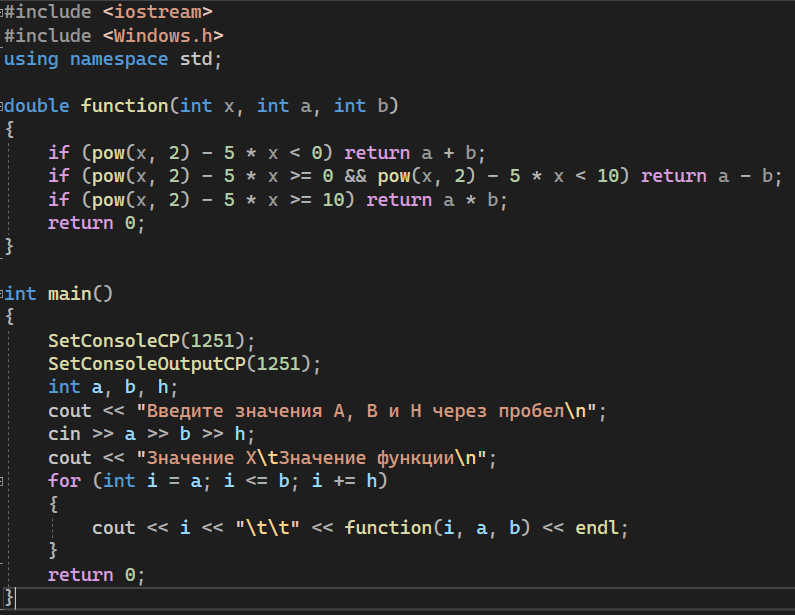 #include <iostream>
#include <Windows.h>
using namespace std;

double function(int x, int a, int b)
{
    if (pow(x, 2) - 5 * x < 0) return a + b;
    if (pow(x, 2) - 5 * x >= 0 && pow(x, 2) - 5 * x < 10) return a - b;
    if (pow(x, 2) - 5 * x >= 10) return a * b;
    return 0;
}

int main()
{
    SetConsoleCP(1251);
    SetConsoleOutputCP(1251);
    int a, b, h;
    cout << "Введите значения A, B и H через пробел\n";
    cin >> a >> b >> h;
    cout << "Значение X\tЗначение функции\n";
    for (int i = a; i <= b; i += h)
    {
        cout << i << "\t\t" << function(i, a, b) << endl;
    }
    return 0;
}